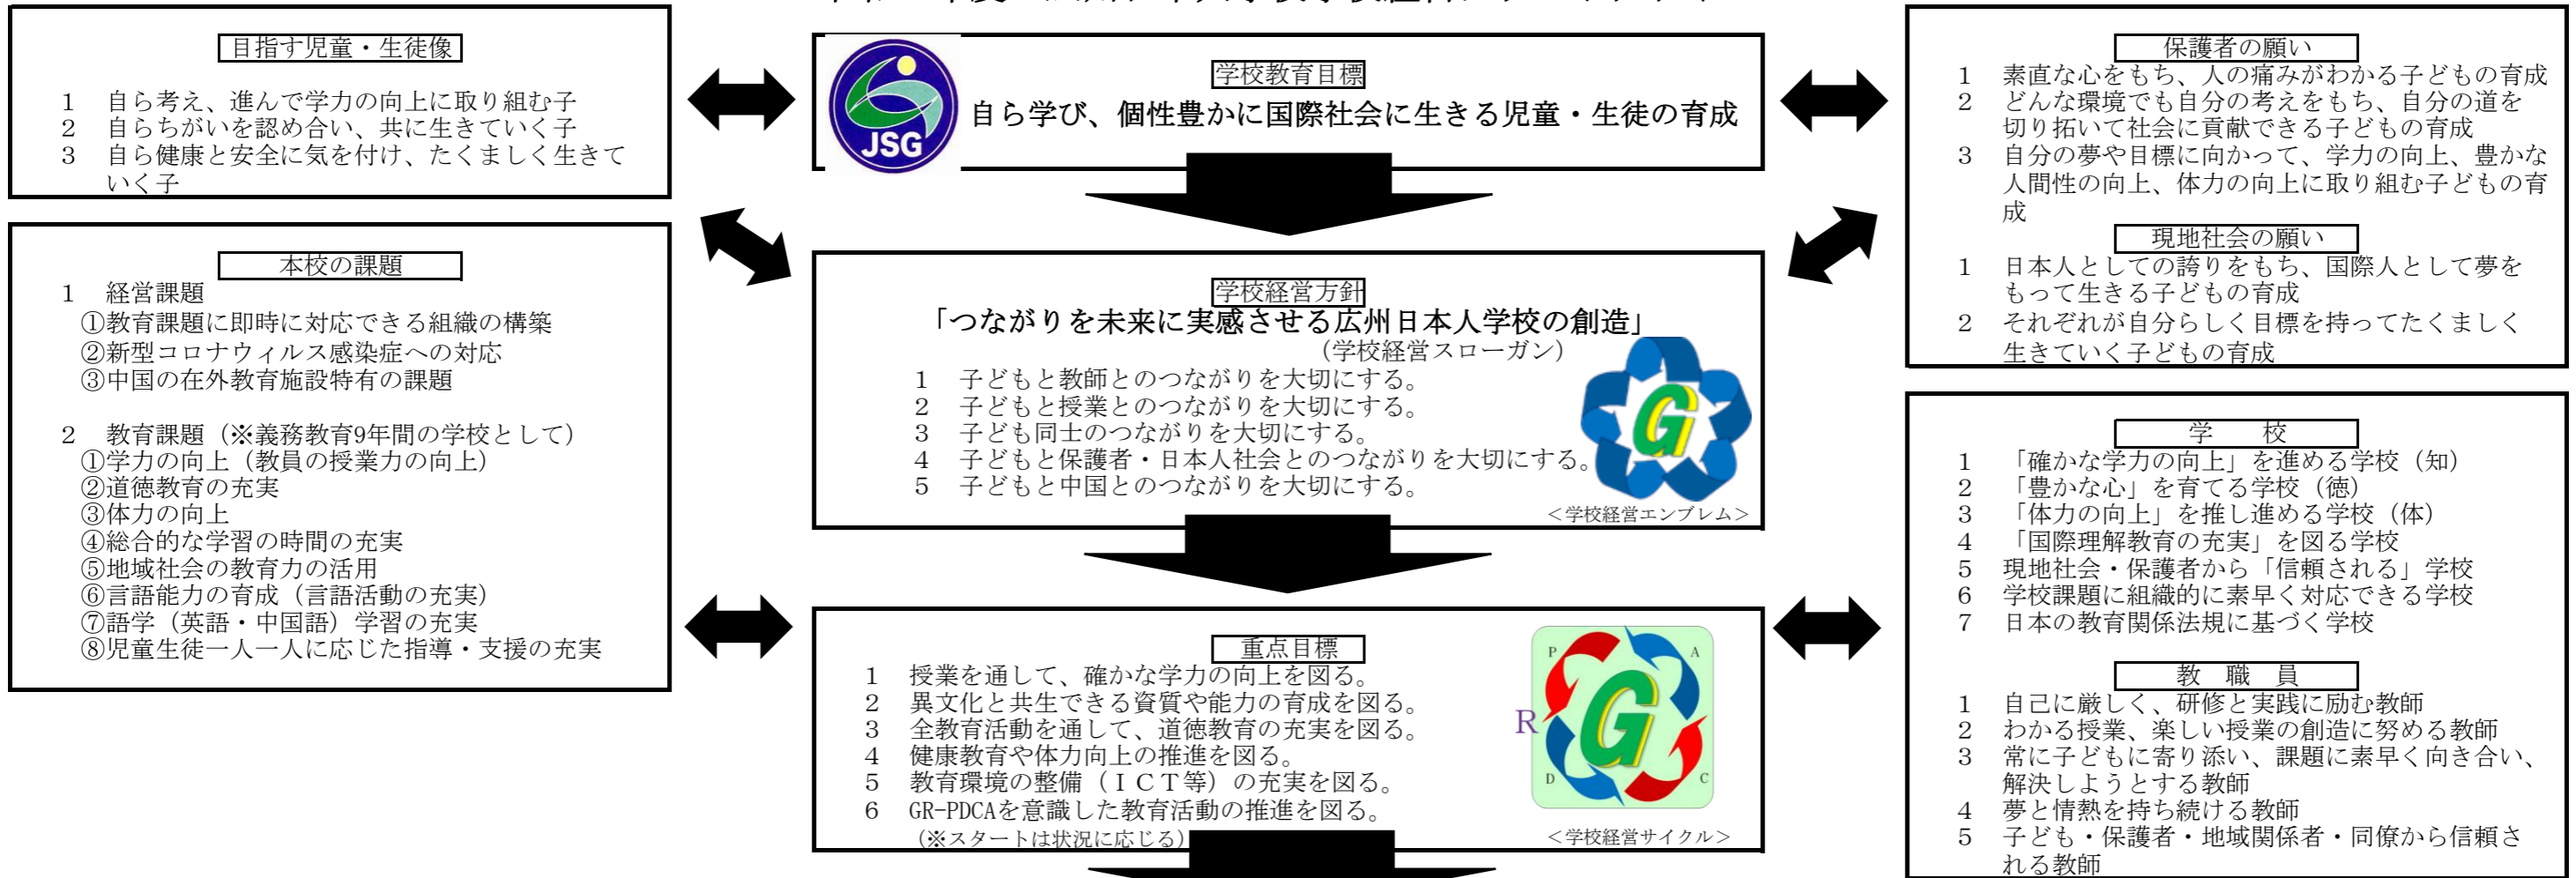 目指す児童・生徒像
1 自ら考え、進んで学力の向上に取り組む子
2 自らちがいを認め合い、共に生きていく子
3 自ら健康と安全に気を付け、たくましく生きて
いく子
本校の課題
1 経営課題
①教育課題に即時に対応できる組織の構築
②新型コロナウィルス感染症への対応
③中国の在外教育施設特有の課題
2 教育課題（※義務教育9年間の学校として）
①学力の向上（教員の授業力の向上）
②道徳教育の充実
③体力の向上
④総合的な学習の時間の充実
⑤地域社会の教育力の活用
⑥言語能力の育成（言語活動の充実）
⑦語学（英語・中国語）学習の充実
⑧児童生徒一人一人に応じた指導・支援の充実
JSG
学校教育目標
自ら学び、個性豊かに国際社会に生きる児童・生徒の育成
学校経営方針
「つながりを未来に実感させる広州日本人学校の創造」
（学校経営スローガン）
1 子どもと教師とのつながりを大切にする。
2 子どもと授業とのつながりを大切にする。
3 子ども同士のつながりを大切にする。
4 子どもと保護者・日本人社会とのつながりを大切にする。
5 子どもと中国とのつながりを大切にする。
G
＜学校経営エンブレム＞
重点目標
1 授業を通して、確かな学力の向上を図る。
2 異文化と共生できる資質や能力の育成を図る。
3 全教育活動を通して、道徳教育の充実を図る。
4 健康教育や体力向上の推進を図る。
5 教育環境の整備（ＩＣＴ等）の充実を図る。
6 GR-PDCAを意識した教育活動の推進を図る。
（※スタートは状況に応じる）
P
A
R
G
D
C
＜学校経営サイクル＞
保護者の願い
1 素直な心をもち、人の痛みがわかる子どもの育成
2 どんな環境でも自分の考えをもち、自分の道を
切り拓いて社会に貢献できる子どもの育成
3 自分の夢や目標に向かって、学力の向上、豊かな
人間性の向上、体力の向上に取り組む子どもの育
成
現地社会の願い
1 日本人としての誇りをもち、国際人として夢を
もって生きる子どもの育成
2 それぞれが自分らしく目標を持ってたくましく
生きていく子どもの育成
学 校
1 「確かな学力の向上」を進める学校（知）
2 「豊かな心」を育てる学校（徳）
3 「体力の向上」を推し進める学校（体）
4 「国際理解教育の充実」を図る学校
5 現地社会・保護者から「信頼される」学校
6 学校課題に組織的に素早く対応できる学校
7 日本の教育関係法規に基づく学校
教 職 員
1 自己に厳しく、研修と実践に励む教師
2 わかる授業、楽しい授業の創造に努める教師
3 常に子どもに寄り添い、課題に素早く向き合い、
解決しようとする教師
4 夢と情熱を持ち続ける教師
5 子ども・保護者・地域関係者・同僚から信頼さ
れる教師